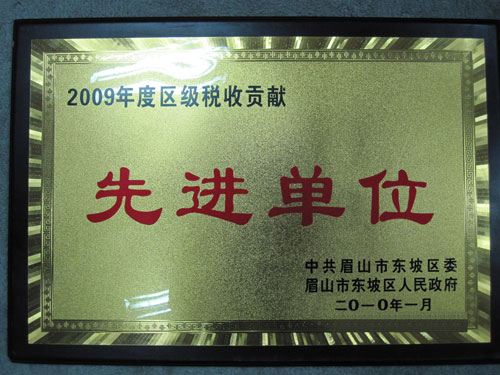 2009年度区级税收贡献
先进单位
中共眉山市东坡区委
眉山市东坡区人民政府
二O一O年一月